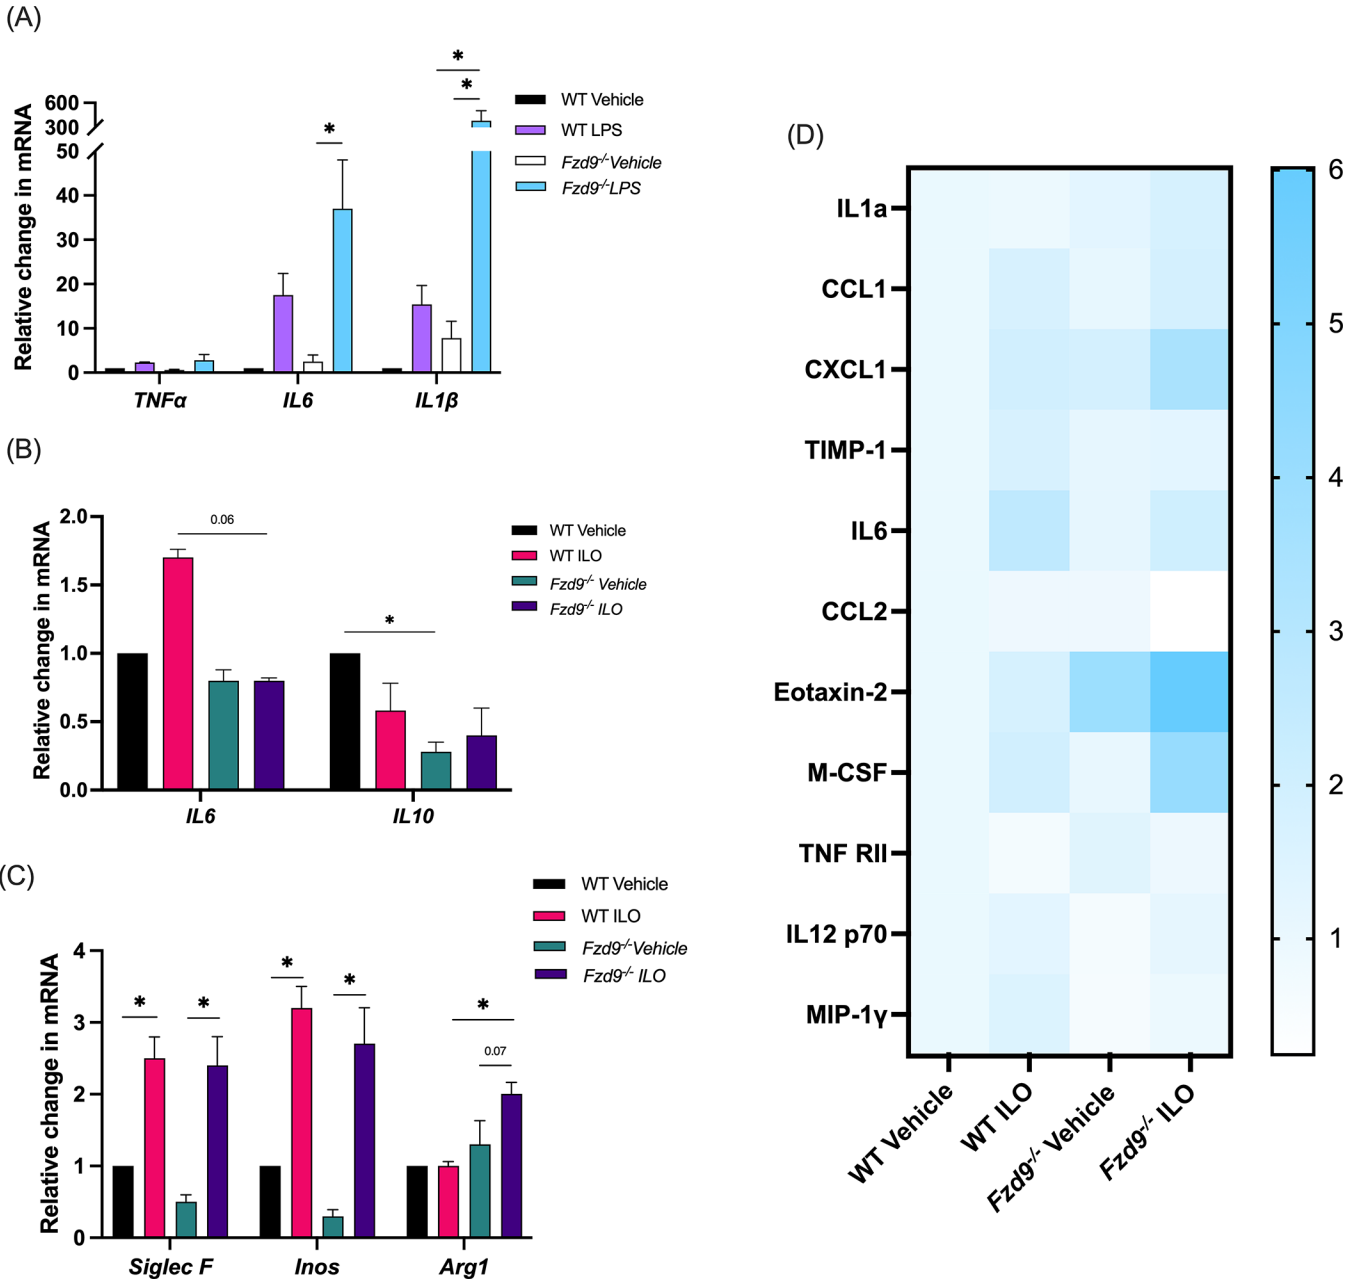 (A)
*
*
*
600
300
50
40
30
20
10
0
Relative change in mRNA
TNFα IL6 IL1β
WT Vehicle
WT LPS
Fzd9-/-Vehicle
Fzd9-/-LPS
(B)
2.0
1.5
1.0
0.5
0.0
Relative change in mRNA
0.06
*
IL6 IL10
WT Vehicle
WT ILO
Fzd9-/- Vehicle
Fzd9-/- ILO
(C)
WT Vehicle
WT ILO
Fzd9-/-Vehicle
Fzd9-/- ILO
4
3
2
1
0
Relative change in mRNA
* * * * *
0.07
Siglec F Inos Arg1
(D)
IL1a
CCL1
CXCL1
TIMP-1
IL6
CCL2
Eotaxin-2
M-CSF
TNF RII
IL12 p70
MIP-1γ
WT Vehicle
WT ILO
Fzd9-/- Vehicle
Fzd9-/- ILO
6
5
4
3
2
1